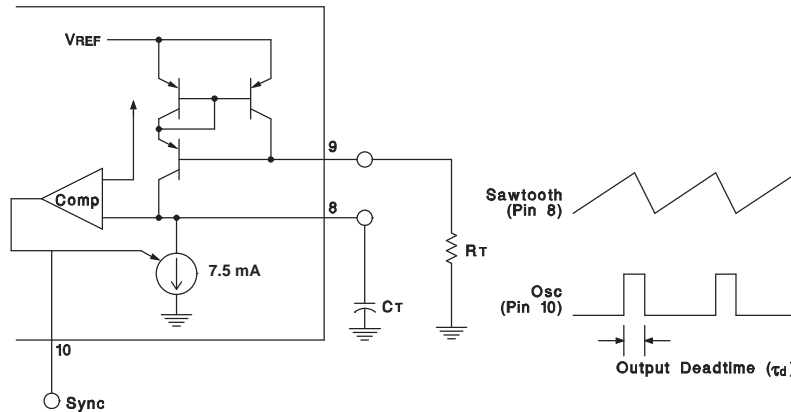 VREF
9
Comp
8
7.5 mA
RT
CT
10
Sync
Sawtooth
(Pin 8)
Osc
(Pin 10)
Output Deadtime (τd)